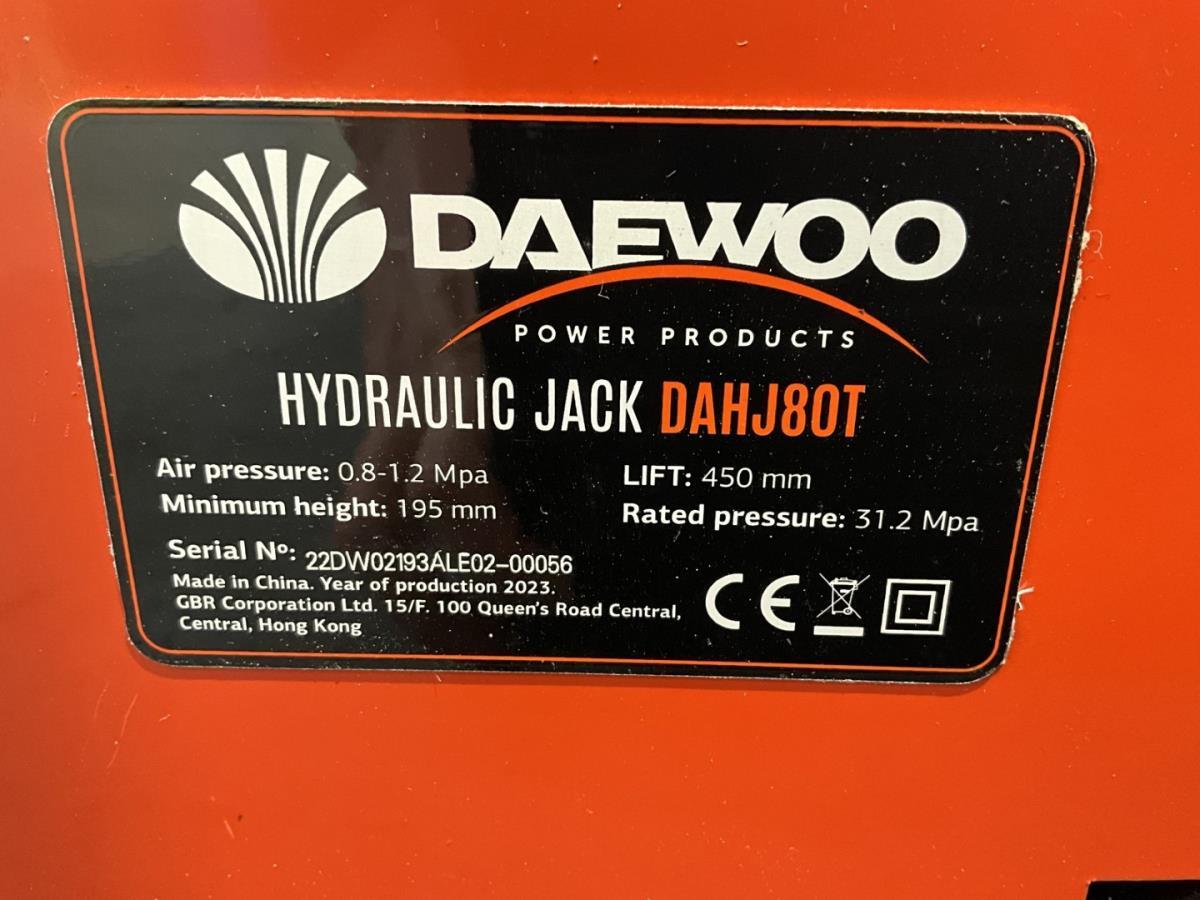 DAEWOO
POWER PRODUCTS
HYDRAULIC JACK DAHJ80T
Air pressure: 0.8-1.2 Mpa
LIFT: 450 mm
Minimum height: 195 mm
Rated pressure: 31.2 Mpa
Serial Nº: 22DW02193ALE02-00056
Made in China. Year of production 2023.
GBR Corporation Ltd. 15/F. 100 Queen's Road Central,
Central, Hong Kong
CE